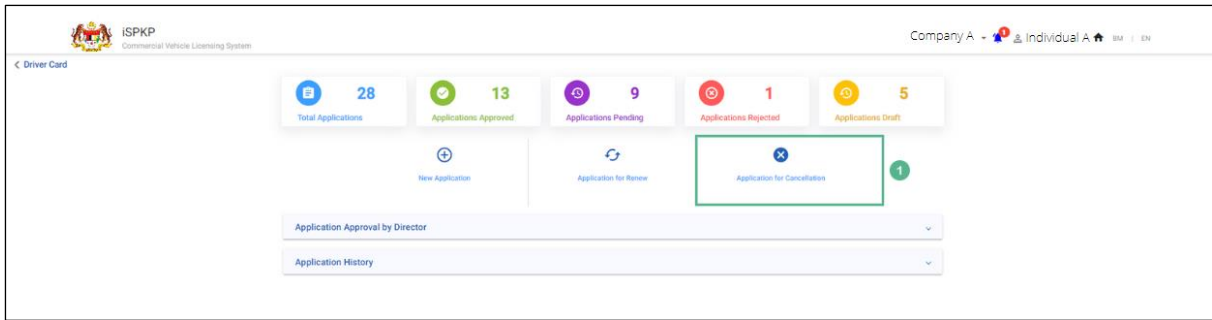 iSPKP
Commercial Vehicle Licensing System
Company A
1
Individual A
BM | EN
Driver Card
28
Total Applications
13
Applications Approved
9
Applications Pending
1
Applications Rejected
5
Applications Draft
New Application
Application for Renew
Application for Cancellation
1
Application Approval by Director
Application History